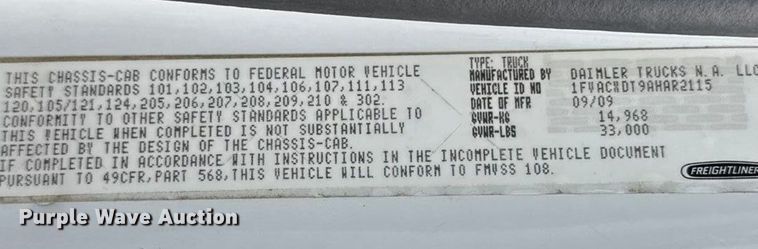 THIS CHASSIS-CAB CONFORMS TO FEDERAL MOTOR VEHICLE
SAFETY STANDARDS 101,102,103,104,106,107,111,113
120,105/121,124,205,206,207,208,209,210 & 302.
CONFORMITY TO OTHER SAFETY STANDARDS APPLICABLE TO
THIS VEHICLE WHEN COMPLETED IS NOT SUBSTANTIALLY
AFFECTED BY THE DESIGN OF THE CHASSIS-CAB.
IF COMPLETED IN ACCORDANCE WITH INSTRUCTIONS IN THE INCOMPLETE VEHICLE DOCUMENT
PURSUANT TO 49CFR,PART 568,THIS VEHICLE WILL CONFORM TO FMVSS 108.
TYPE: TRUCK
MANUFACTURED BY DAIMLER TRUCKS N.A. LLC
VEHICLE ID NO
DATE OF MFR 09/09
GVWR-KG 14,968
GVWR-LBS 33,000
FREIGHTLINER
Purple Wave Auction